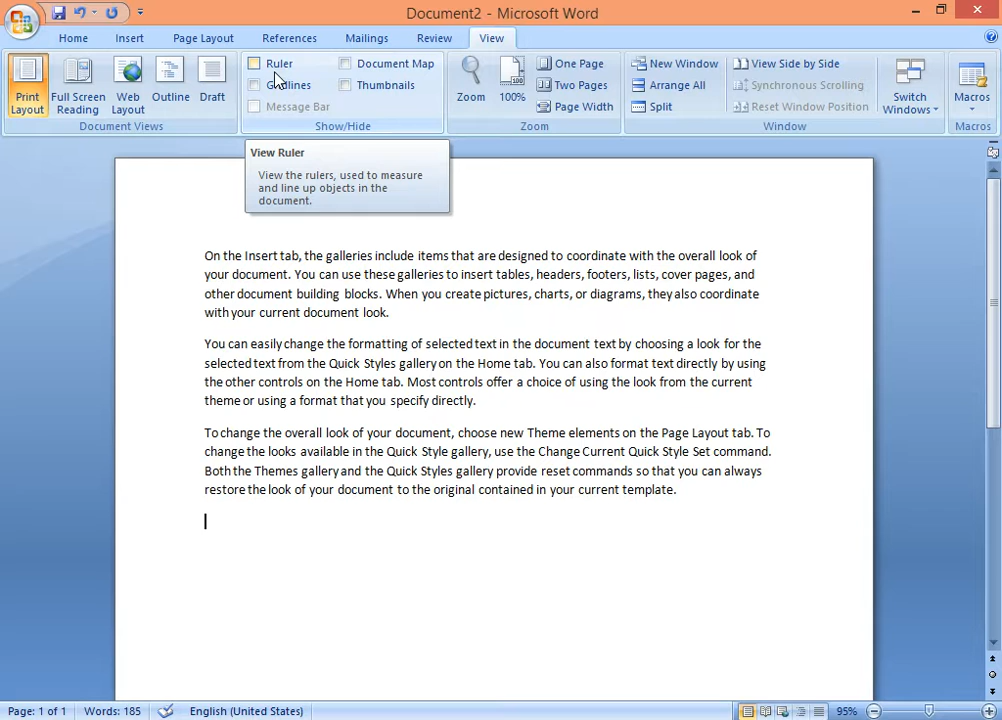 Document2 - Microsoft Word
Home Insert Page Layout References Mailings Review View
Ruler Document Map One Page New Window View Side by Side
Thumbnails Two Pages Arrange All Synchronous Scrolling
Print Layout Full Screen Reading Web Layout Outline Draft Message Bar Zoom 100% Page Width Split Reset Window Position Switch Windows Macros
Document Views Show/Hide Zoom Window Macros
View Ruler
View the rulers, used to measure
and line up objects in the
document.
On the Insert tab, the galleries include items that are designed to coordinate with the overall look of
your document. You can use these galleries to insert tables, headers, footers, lists, cover pages, and
other document building blocks. When you create pictures, charts, or diagrams, they also coordinate
with your current document look.
You can easily change the formatting of selected text in the document text by choosing a look for the
selected text from the Quick Styles gallery on the Home tab. You can also format text directly by using
the other controls on the Home tab. Most controls offer a choice of using the look from the current
theme or using a format that you specify directly.
To change the overall look of your document, choose new Theme elements on the Page Layout tab. To
change the looks available in the Quick Style gallery, use the Change Current Quick Style Set command.
Both the Themes gallery and the Quick Styles gallery provide reset commands so that you can always
restore the look of your document to the original contained in your current template.
Page: 1 of 1 Words: 185 English (United States) 95%